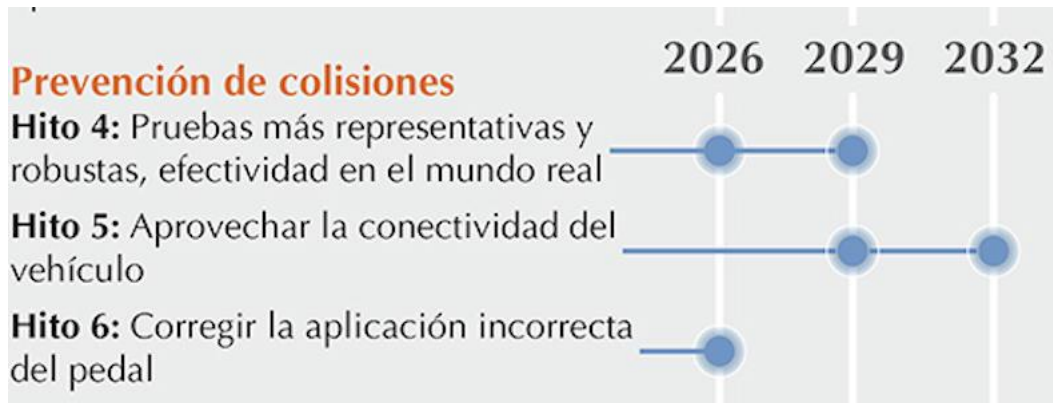 2026 2029 2032
Prevención de colisiones
Hito 4: Pruebas más representativas y
robustas, efectividad en el mundo real
Hito 5: Aprovechar la conectividad del
vehículo
Hito 6: Corregir la aplicación incorrecta
del pedal